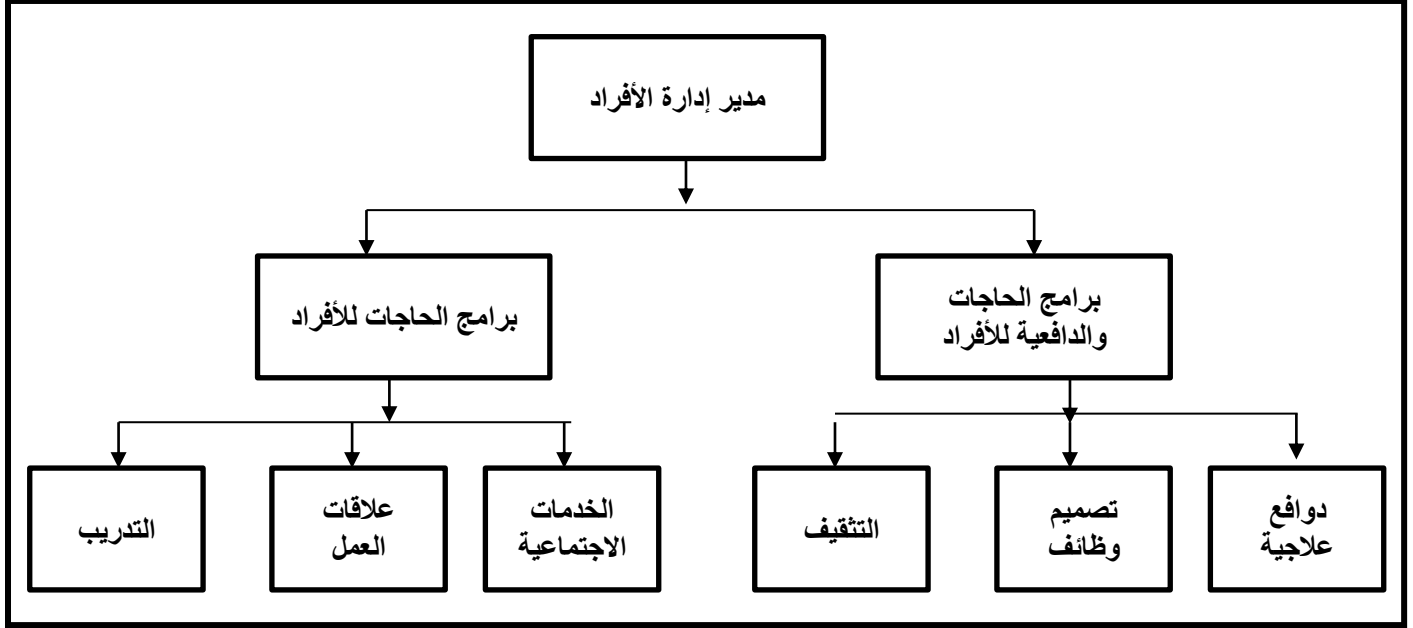 مدير إدارة الأفراد
برامج الحاجات
والدافعية للأفراد
برامج الحاجات للأفراد
دوافع
علاجية
تصميم
وظائف
التثقيف
الخدمات
الاجتماعية
علاقات
العمل
التدريب